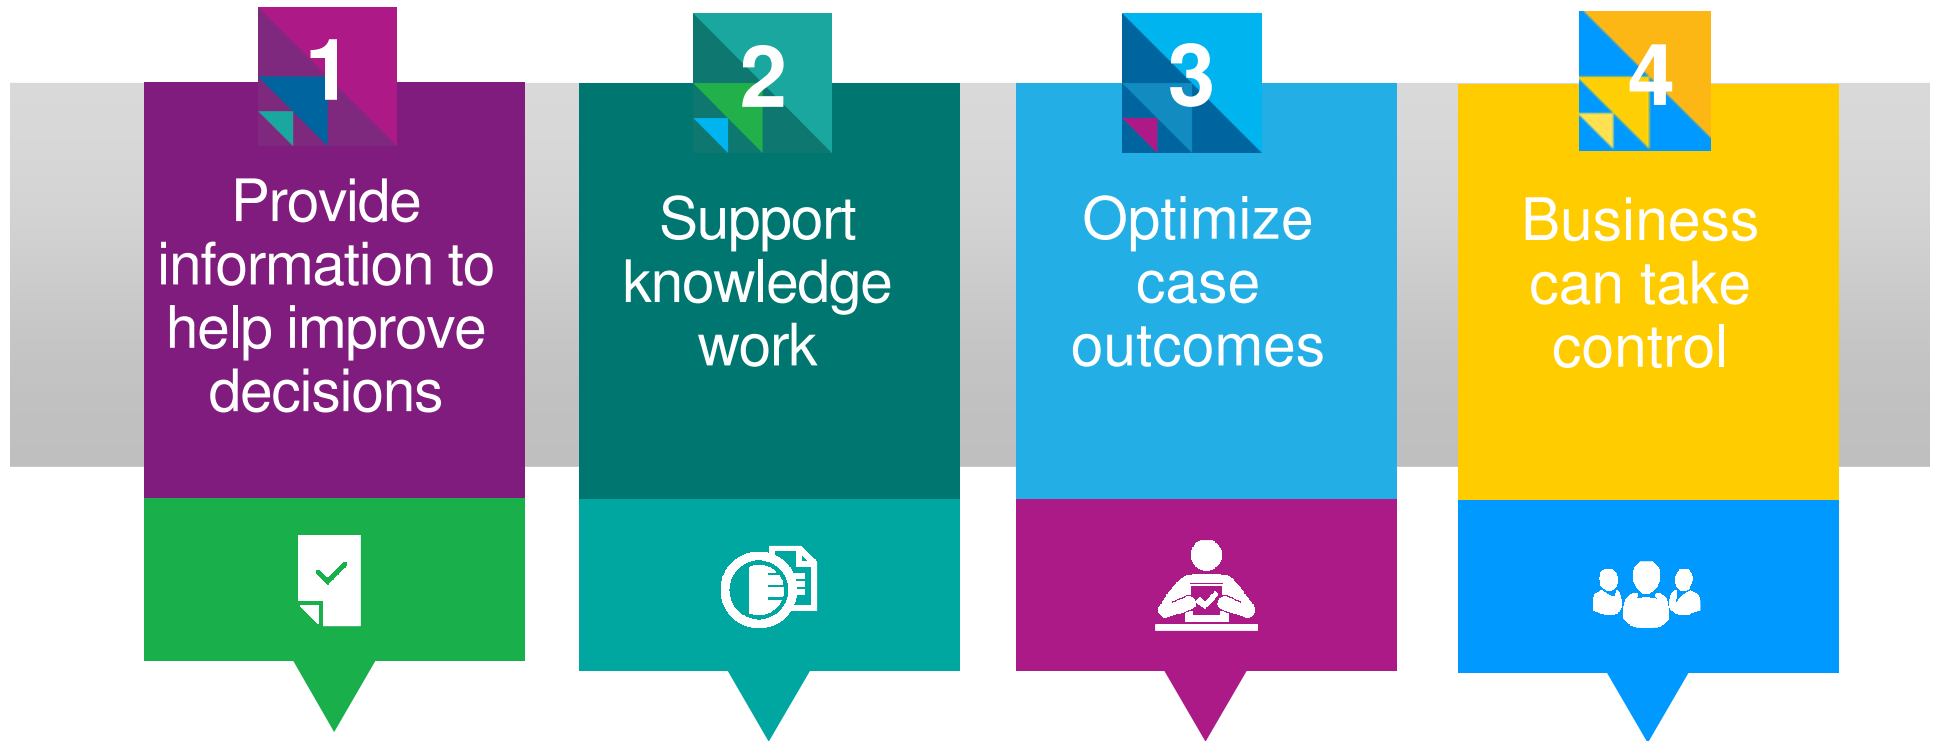 1
Provide
information to
help improve
decisions
2
Support
knowledge
work
3
Optimize
case
outcomes
4
Business
can take
control